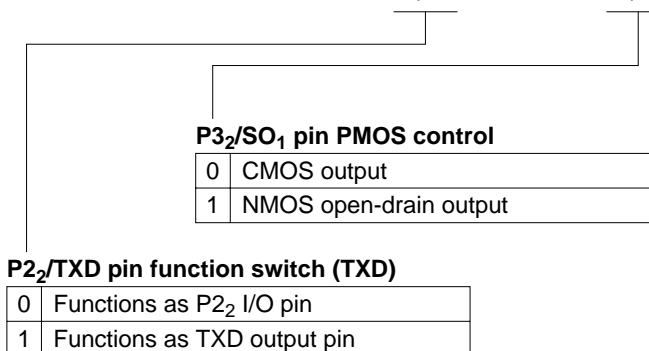 P3₂/SO₁ pin PMOS control
0 CMOS output
1 NMOS open-drain output
P2₂/TXD pin function switch (TXD)
0 Functions as P2₂ I/O pin
1 Functions as TXD output pin